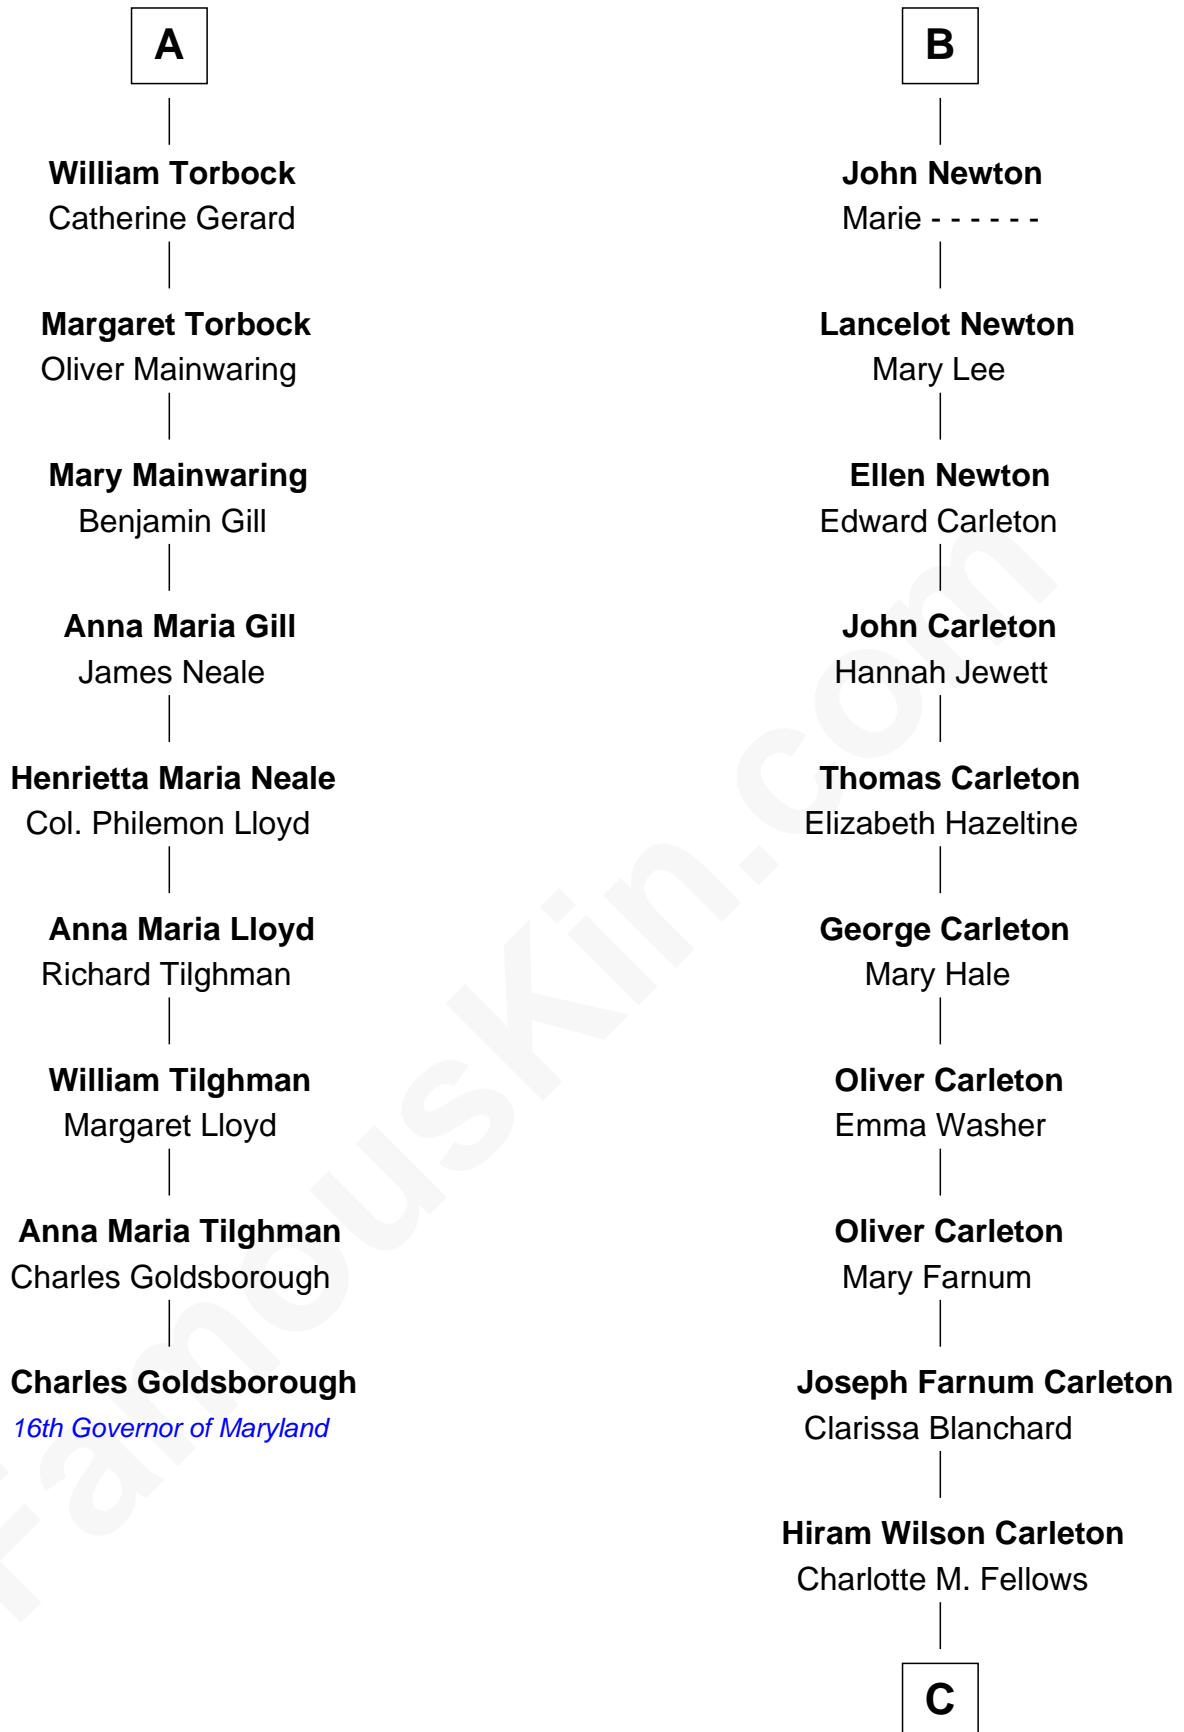 A
William Torbock
Catherine Gerard
Margaret Torbock
Oliver Mainwaring
Mary Mainwaring
Benjamin Gill
Anna Maria Gill
James Neale
Henrietta Maria Neale
Col. Philemon Lloyd
Anna Maria Lloyd
Richard Tilghman
William Tilghman
Margaret Lloyd
Anna Maria Tilghman
Charles Goldsborough
Charles Goldsborough
16th Governor of Maryland
B
John Newton
Marie - - - - - -
Lancelot Newton
Mary Lee
Ellen Newton
Edward Carleton
John Carleton
Hannah Jewett
Thomas Carleton
Elizabeth Hazeltine
George Carleton
Mary Hale
Oliver Carleton
Emma Washer
Oliver Carleton
Mary Farnum
Joseph Farnum Carleton
Clarissa Blanchard
Hiram Wilson Carleton
Charlotte M. Fellows
C
FamousKin.com